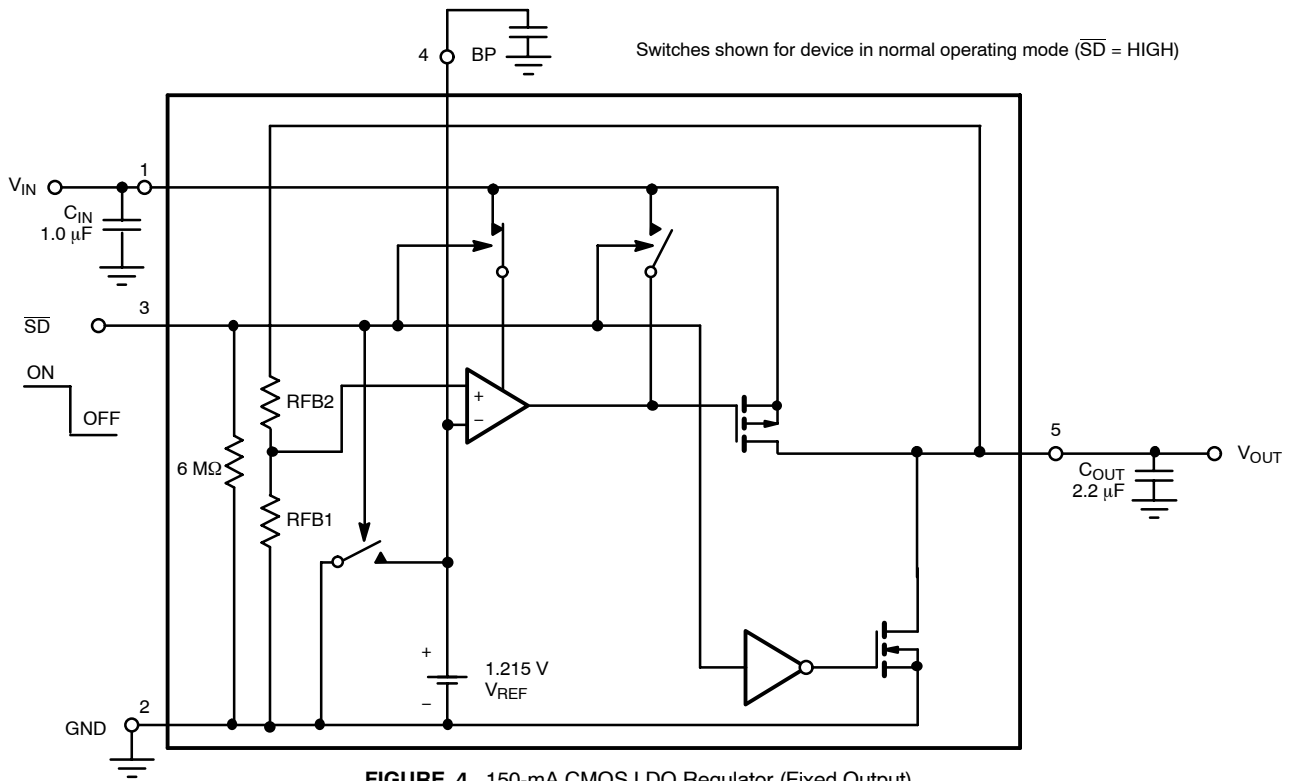 4
BP
Switches shown for device in normal operating mode (SD = HIGH)
1
VIN
CIN
1.0 μF
3
SD
ON
OFF
RFB2
+
−
6 MΩ
RFB1
5
VOUT
COUT
2.2 μF
+
1.215 V
VREF
−
2
GND
FIGURE 4. 150-mA CMOS LDO Regulator (Fixed Output)